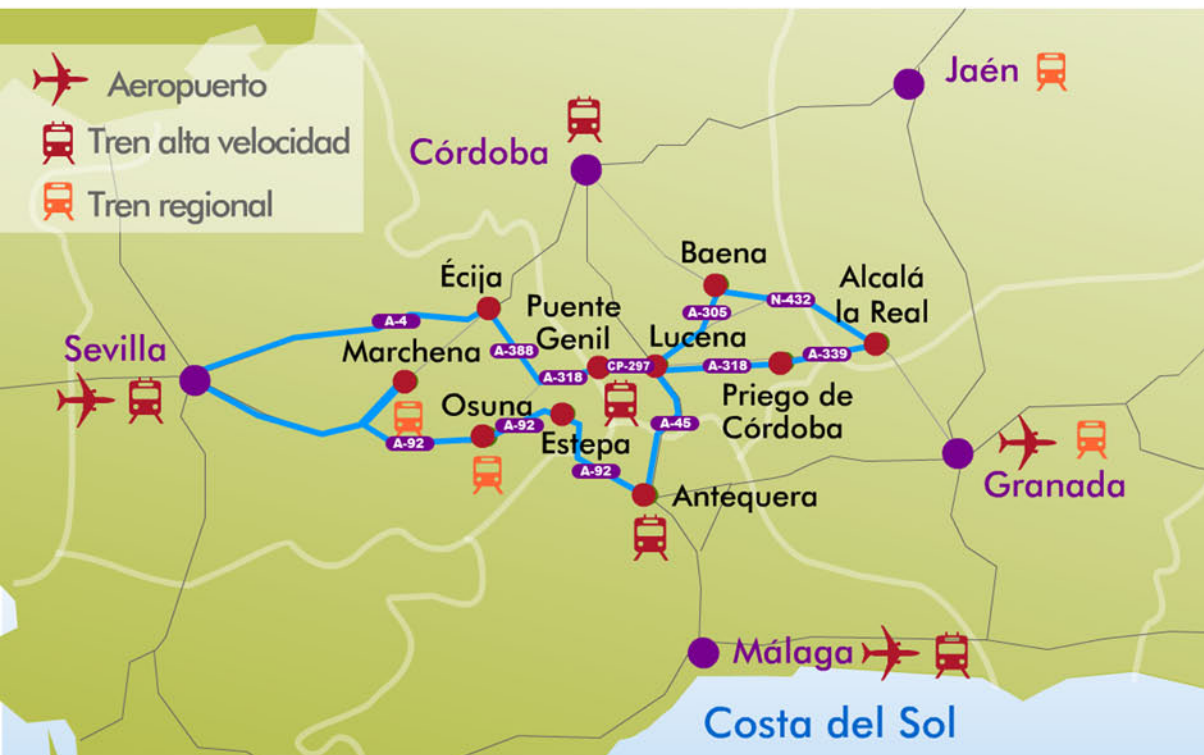 Aeropuerto
Tren alta velocidad
Tren regional
Jaén
Córdoba
Baena
Écija
Alcalá
la Real
N-432
Puente
Genil
A-305
A-4
Lucena
Sevilla
Marchena
A-388
A-339
CP-297
A-318
A-318
Priego de
Córdoba
Osuna
A-92
A-45
Estepa
A-92
A-92
Antequera
Granada
Málaga
Costa del Sol